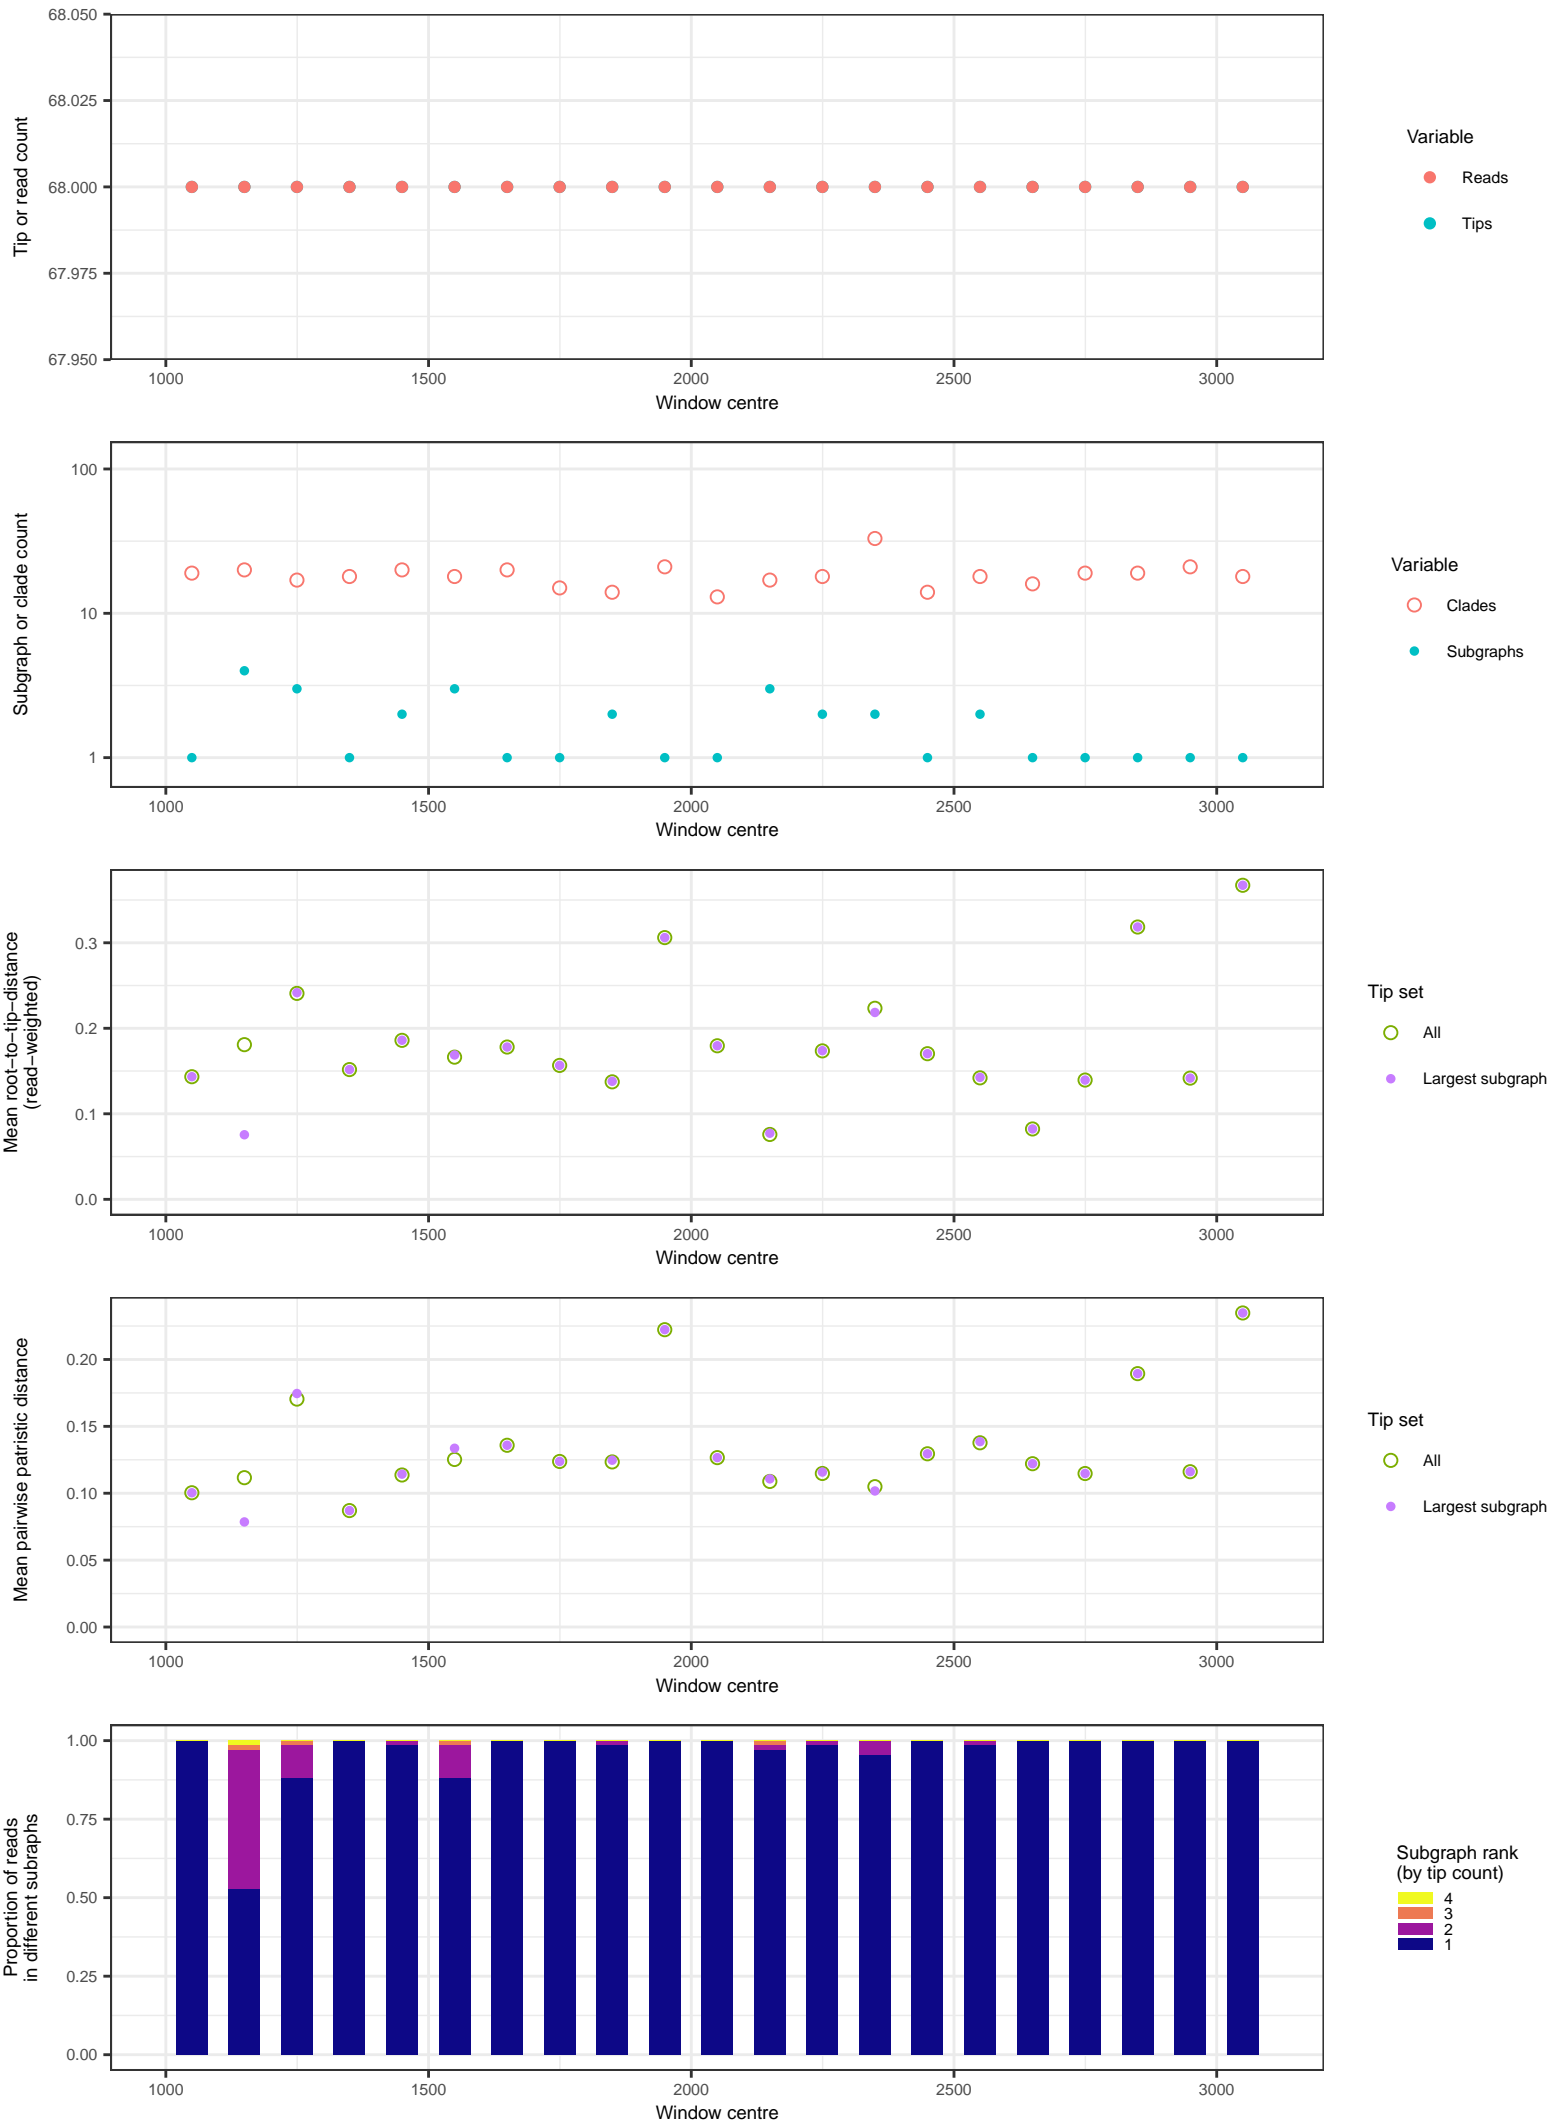 68.050
68.025
68.000
67.975
67.950
Tip or read count
1000 1500 2000 2500 3000
Window centre
Variable
Reads
Tips
100
10
1
Subgraph or clade count
1000 1500 2000 2500 3000
Window centre
Variable
Clades
Subgraphs
0.3
0.2
0.1
0.0
Mean root−to−tip−distance
(read−weighted)
1000 1500 2000 2500 3000
Window centre
Tip set
All
Largest subgraph
0.20
0.15
0.10
0.05
0.00
Mean pairwise patristic distance
1000 1500 2000 2500 3000
Window centre
Tip set
All
Largest subgraph
1.00
0.75
0.50
0.25
0.00
Proportion of reads
in different subraphs
1000 1500 2000 2500 3000
Window centre
Subgraph rank
(by tip count)
4
3
2
1